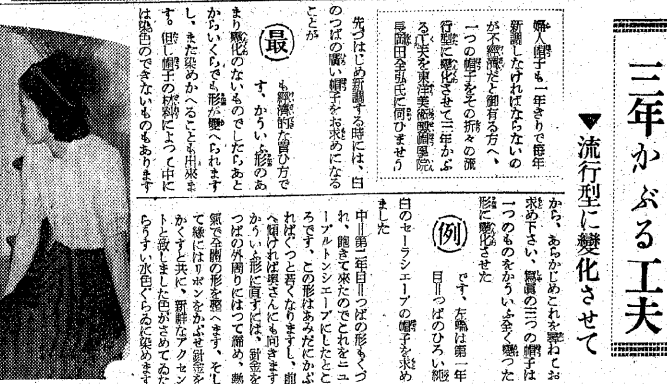 三年かぶる工夫
▼流行型に變化させて
婦人帽子も一年きりで毎年
新調しなければならないの
が不經濟だと御有る方へ、
一つの帽子をその折々の流
行型に變化させて三年かぶ
る工夫を東洋美術製帽學院
長岡田全弘氏に伺ひませう
先づはじめ新調する時には、白
のつばの廣い帽子をお求めになる
ことが
最
も經濟的な買ひ方で
す、かういふ形のあ
まり變化のないものでしたらあと
からいくらでも形が變へられます
し、また染めかへることも出來ま
す。但し帽子の材料によつて中に
は染色のできないものもあります
から、あらかじめこれを尋ねてお
求め下さい、寫眞の三つの帽子は
一つのものをかういふ全く變つた
形に變化させた
例
です、左端は第一年
目＝つばのひろい純
白のセーラシエープの帽子を求め
ました
中＝第二年目＝つばの形もくづ
れ、飽きて來たのでこれをニユ
ーブルトンシエープにしたとこ
ろです、この形はあみだにかぶ
ればぐつと若くなりますし、前
へ傾ければ奥さんにも向きます
かういふ形に直すには、針金を
つばの外周りにはつて縮め、蒸
氣で全體の形を整へます、そし
て縁にはリボンをかぶせ針金を
かくすと共に、新鮮なアクセン
トと致しました色がさめてゐた
らうすい水色ぐらゐに染めます